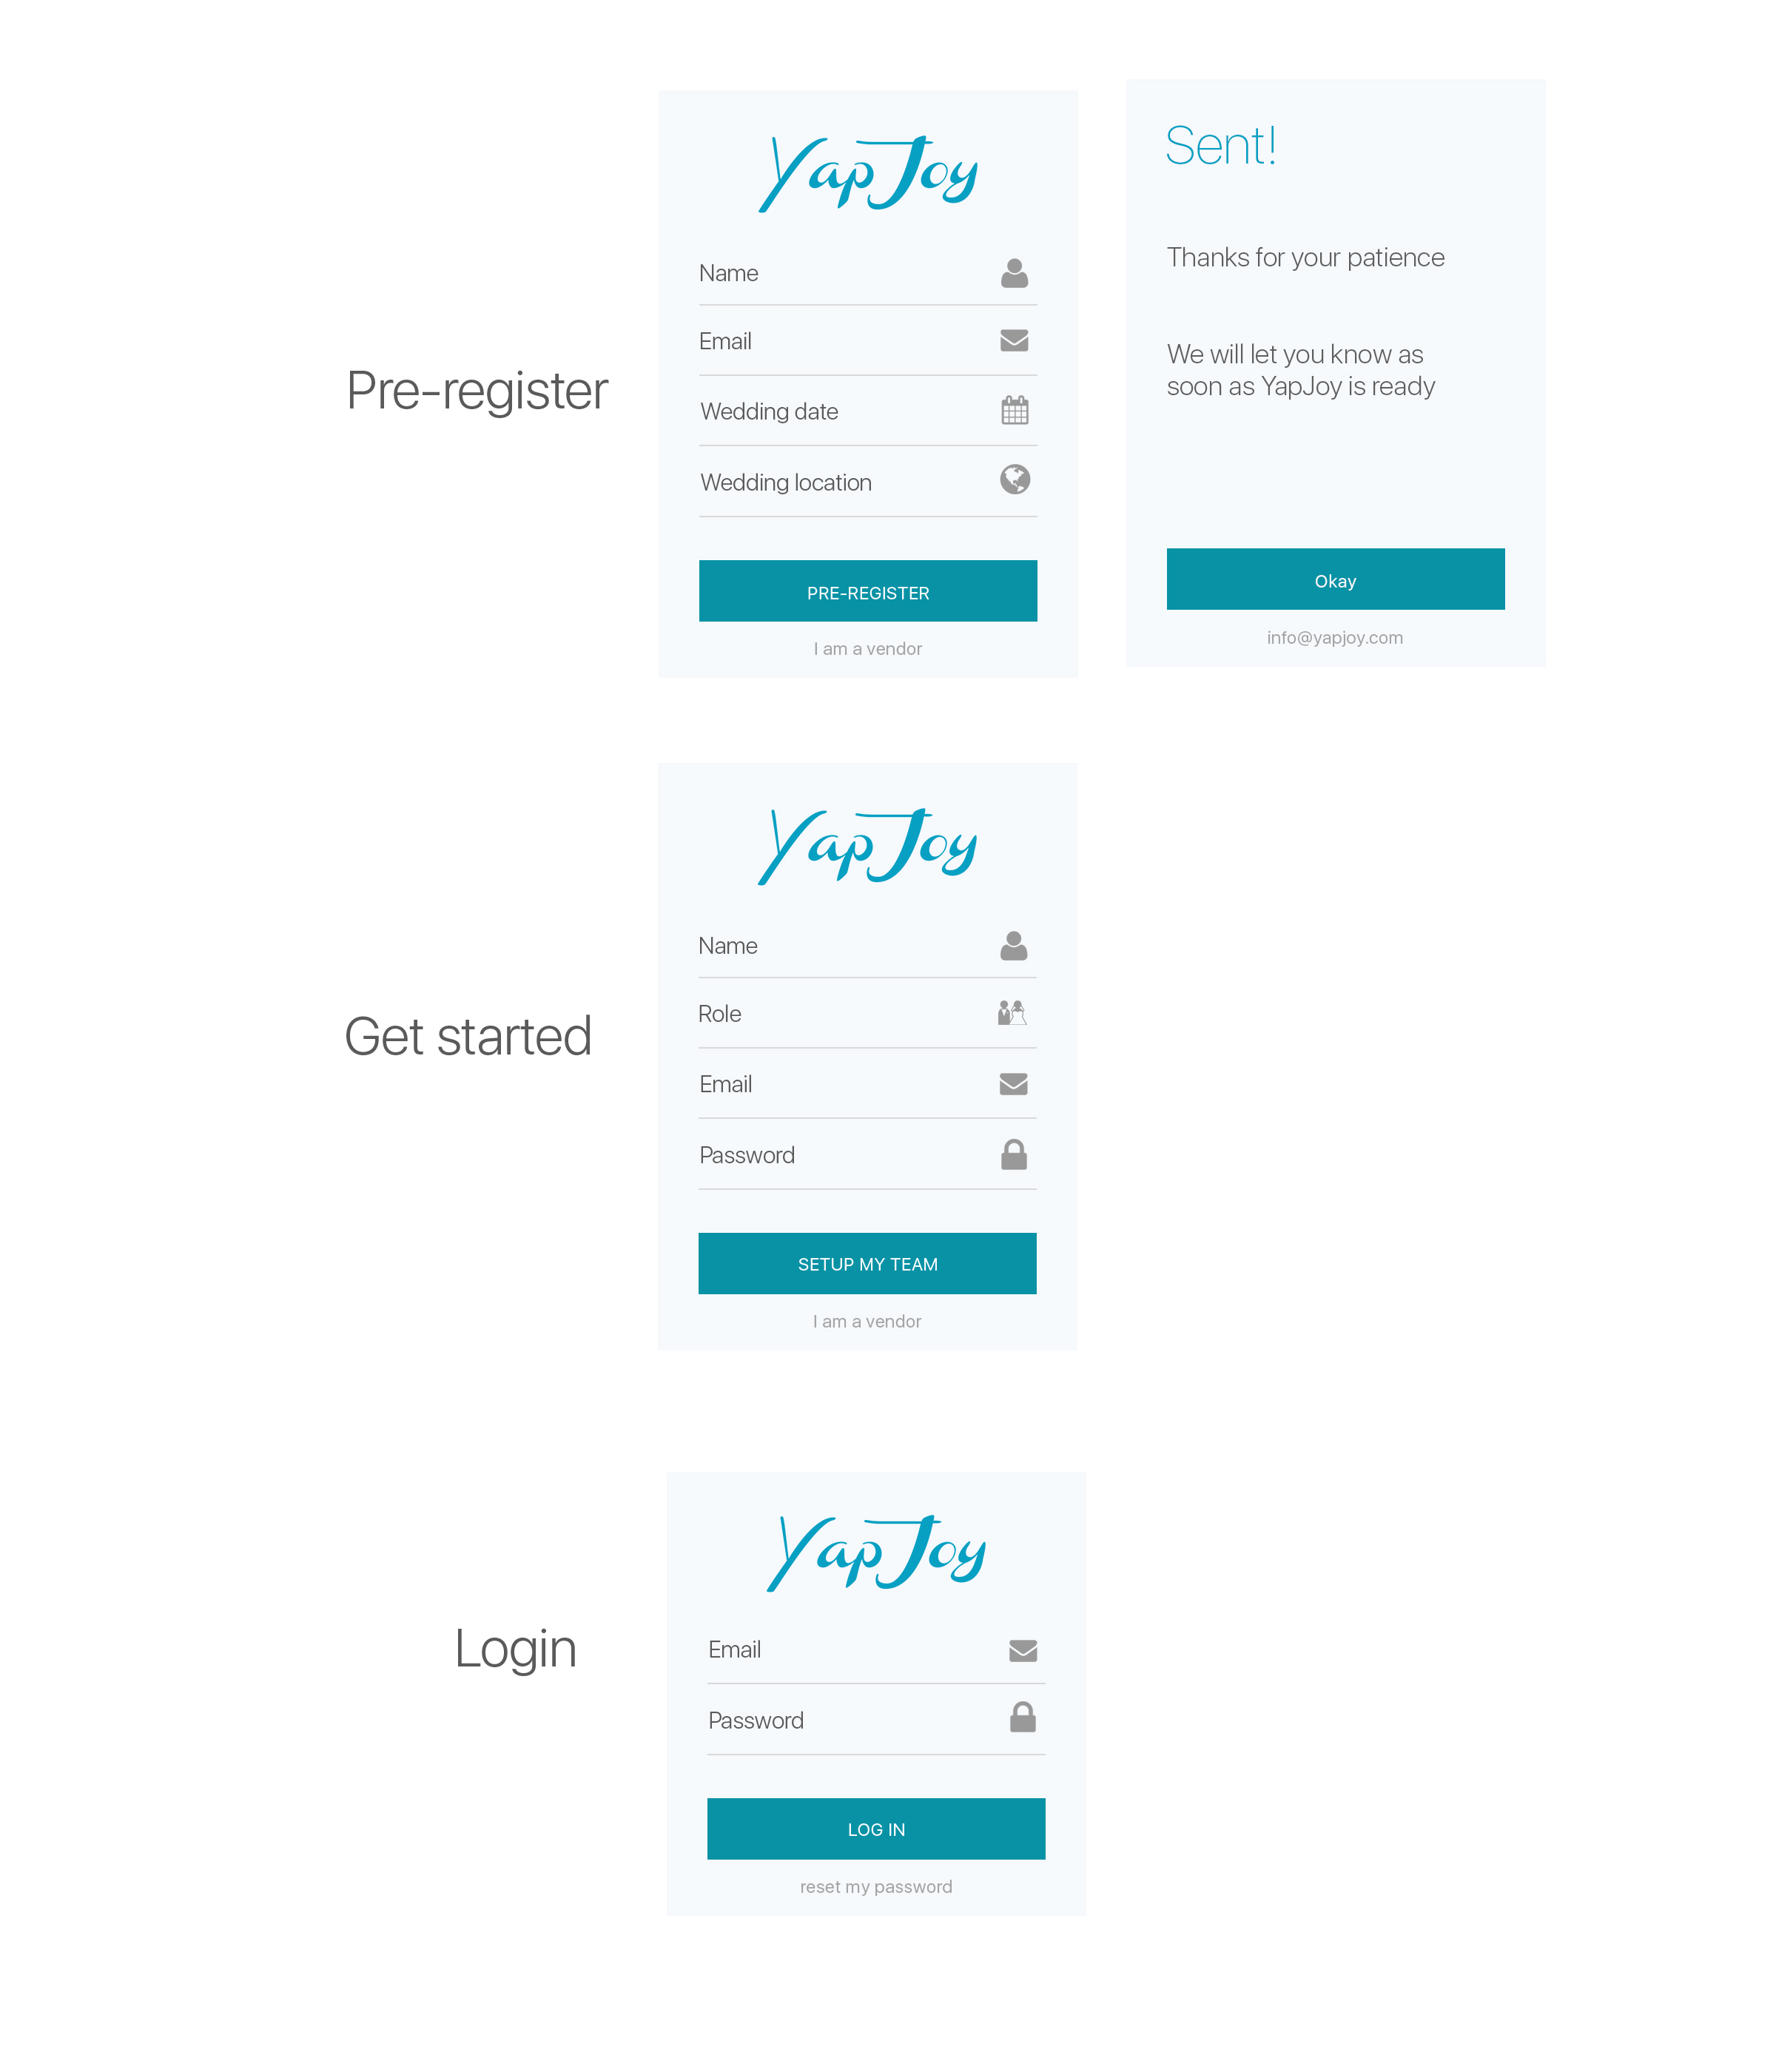 Pre-register
YapJoy
Name
Email
Wedding date
Wedding location
PRE-REGISTER
I am a vendor
Sent!
Thanks for your patience
We will let you know as
soon as YapJoy is ready
Okay
info@yapjoy.com
Get started
YapJoy
Name
Role
Email
Password
SETUP MY TEAM
I am a vendor
Login
YapJoy
Email
Password
LOG IN
reset my password